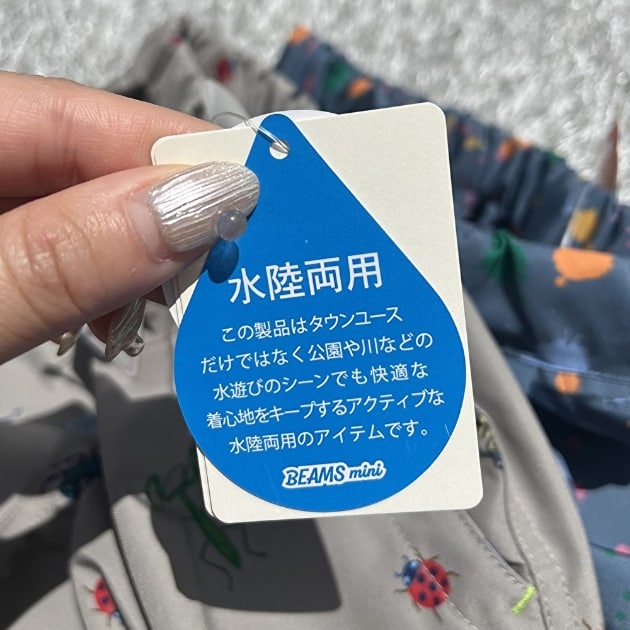 水陸両用
この製品はタウンユース
だけではなく公園や川などの
水遊びのシーンでも快適な
着心地をキープするアクティブな
水陸両用のアイテムです。
BEAMS mini